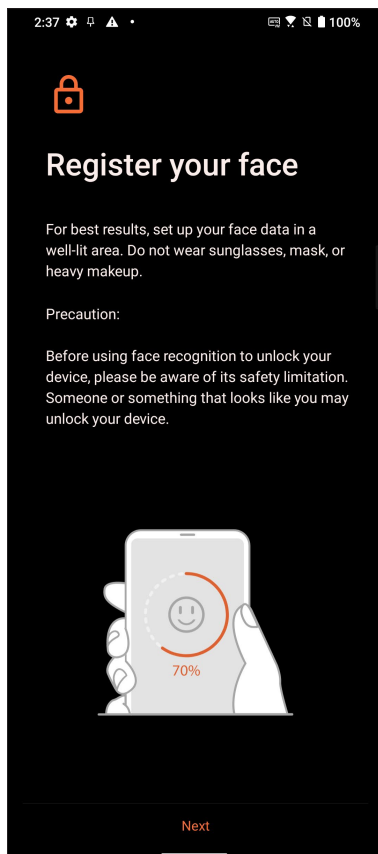 2:37 100%
Register your face
For best results, set up your face data in a
well-lit area. Do not wear sunglasses, mask, or
heavy makeup.
Precaution:
Before using face recognition to unlock your
device, please be aware of its safety limitation.
Someone or something that looks like you may
unlock your device.
70%
Next